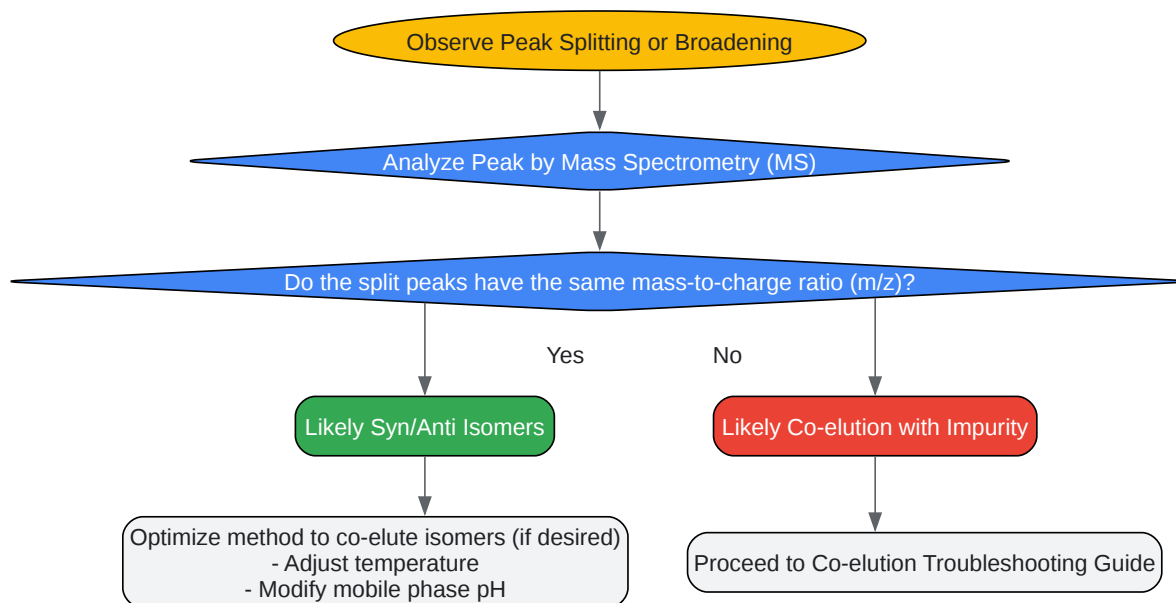 Observe Peak Splitting or Broadening
Analyze Peak by Mass Spectrometry (MS)
Do the split peaks have the same mass-to-charge ratio (m/z)?
Yes
No
Likely Syn/Anti Isomers
Likely Co-elution with Impurity
Optimize method to co-elute isomers (if desired)
- Adjust temperature
- Modify mobile phase pH
Proceed to Co-elution Troubleshooting Guide